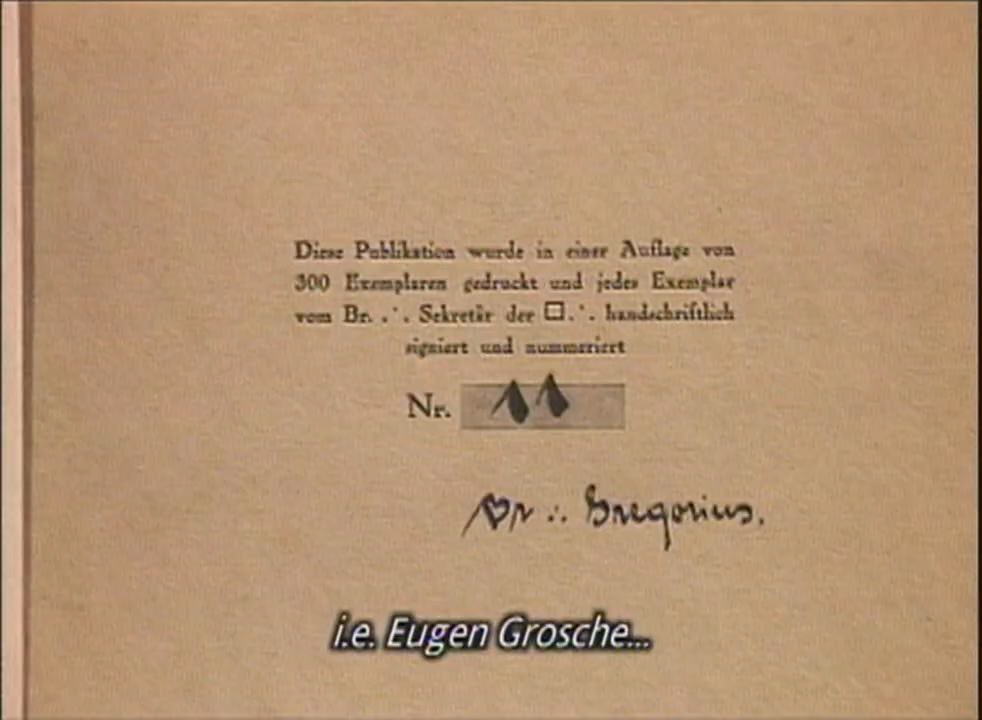 Diese Publikation wurde in einer Auflage von
300 Exemplaren gedruckt und jedes Exemplar
vom Br. .·. Sekretär der □.·. handschriftlich
signiert und nummeriert
Nr. 11
Br ∴ Gregorius.
i.e. Eugen Grosche...